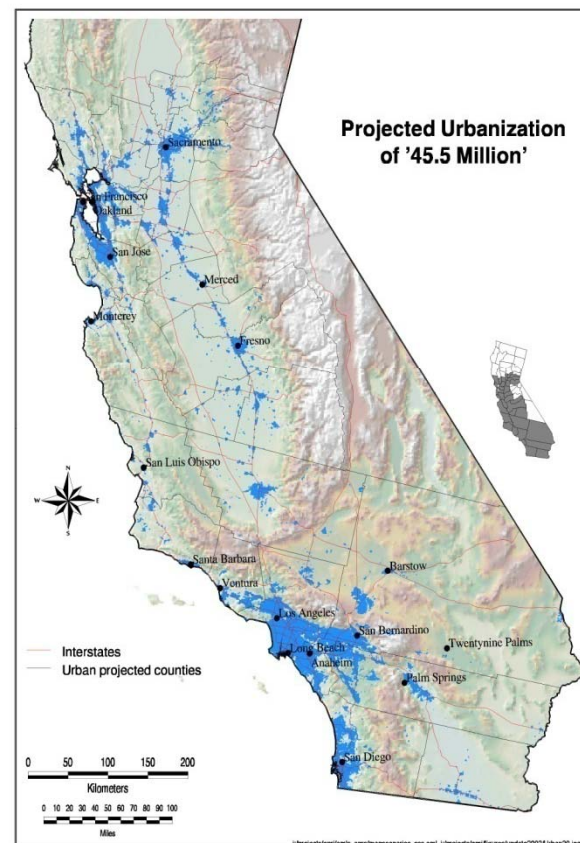 Projected Urbanization
of '45.5 Million'
Sacramento
San Francisco
Oakland
San Jose
Merced
Monterey
Fresno
San Luis Obispo
N
W E
S
Santa Barbara
Barstow
Ventura
Los Angeles
San Bernardino
Twentynine Palms
Long Beach
Anaheim
Interstates
Urban projected counties
Palm Springs
San Diego
0 50 100 150 200
Kilometers
0 10 20 30 40 50 60 70 80 90 100
Miles